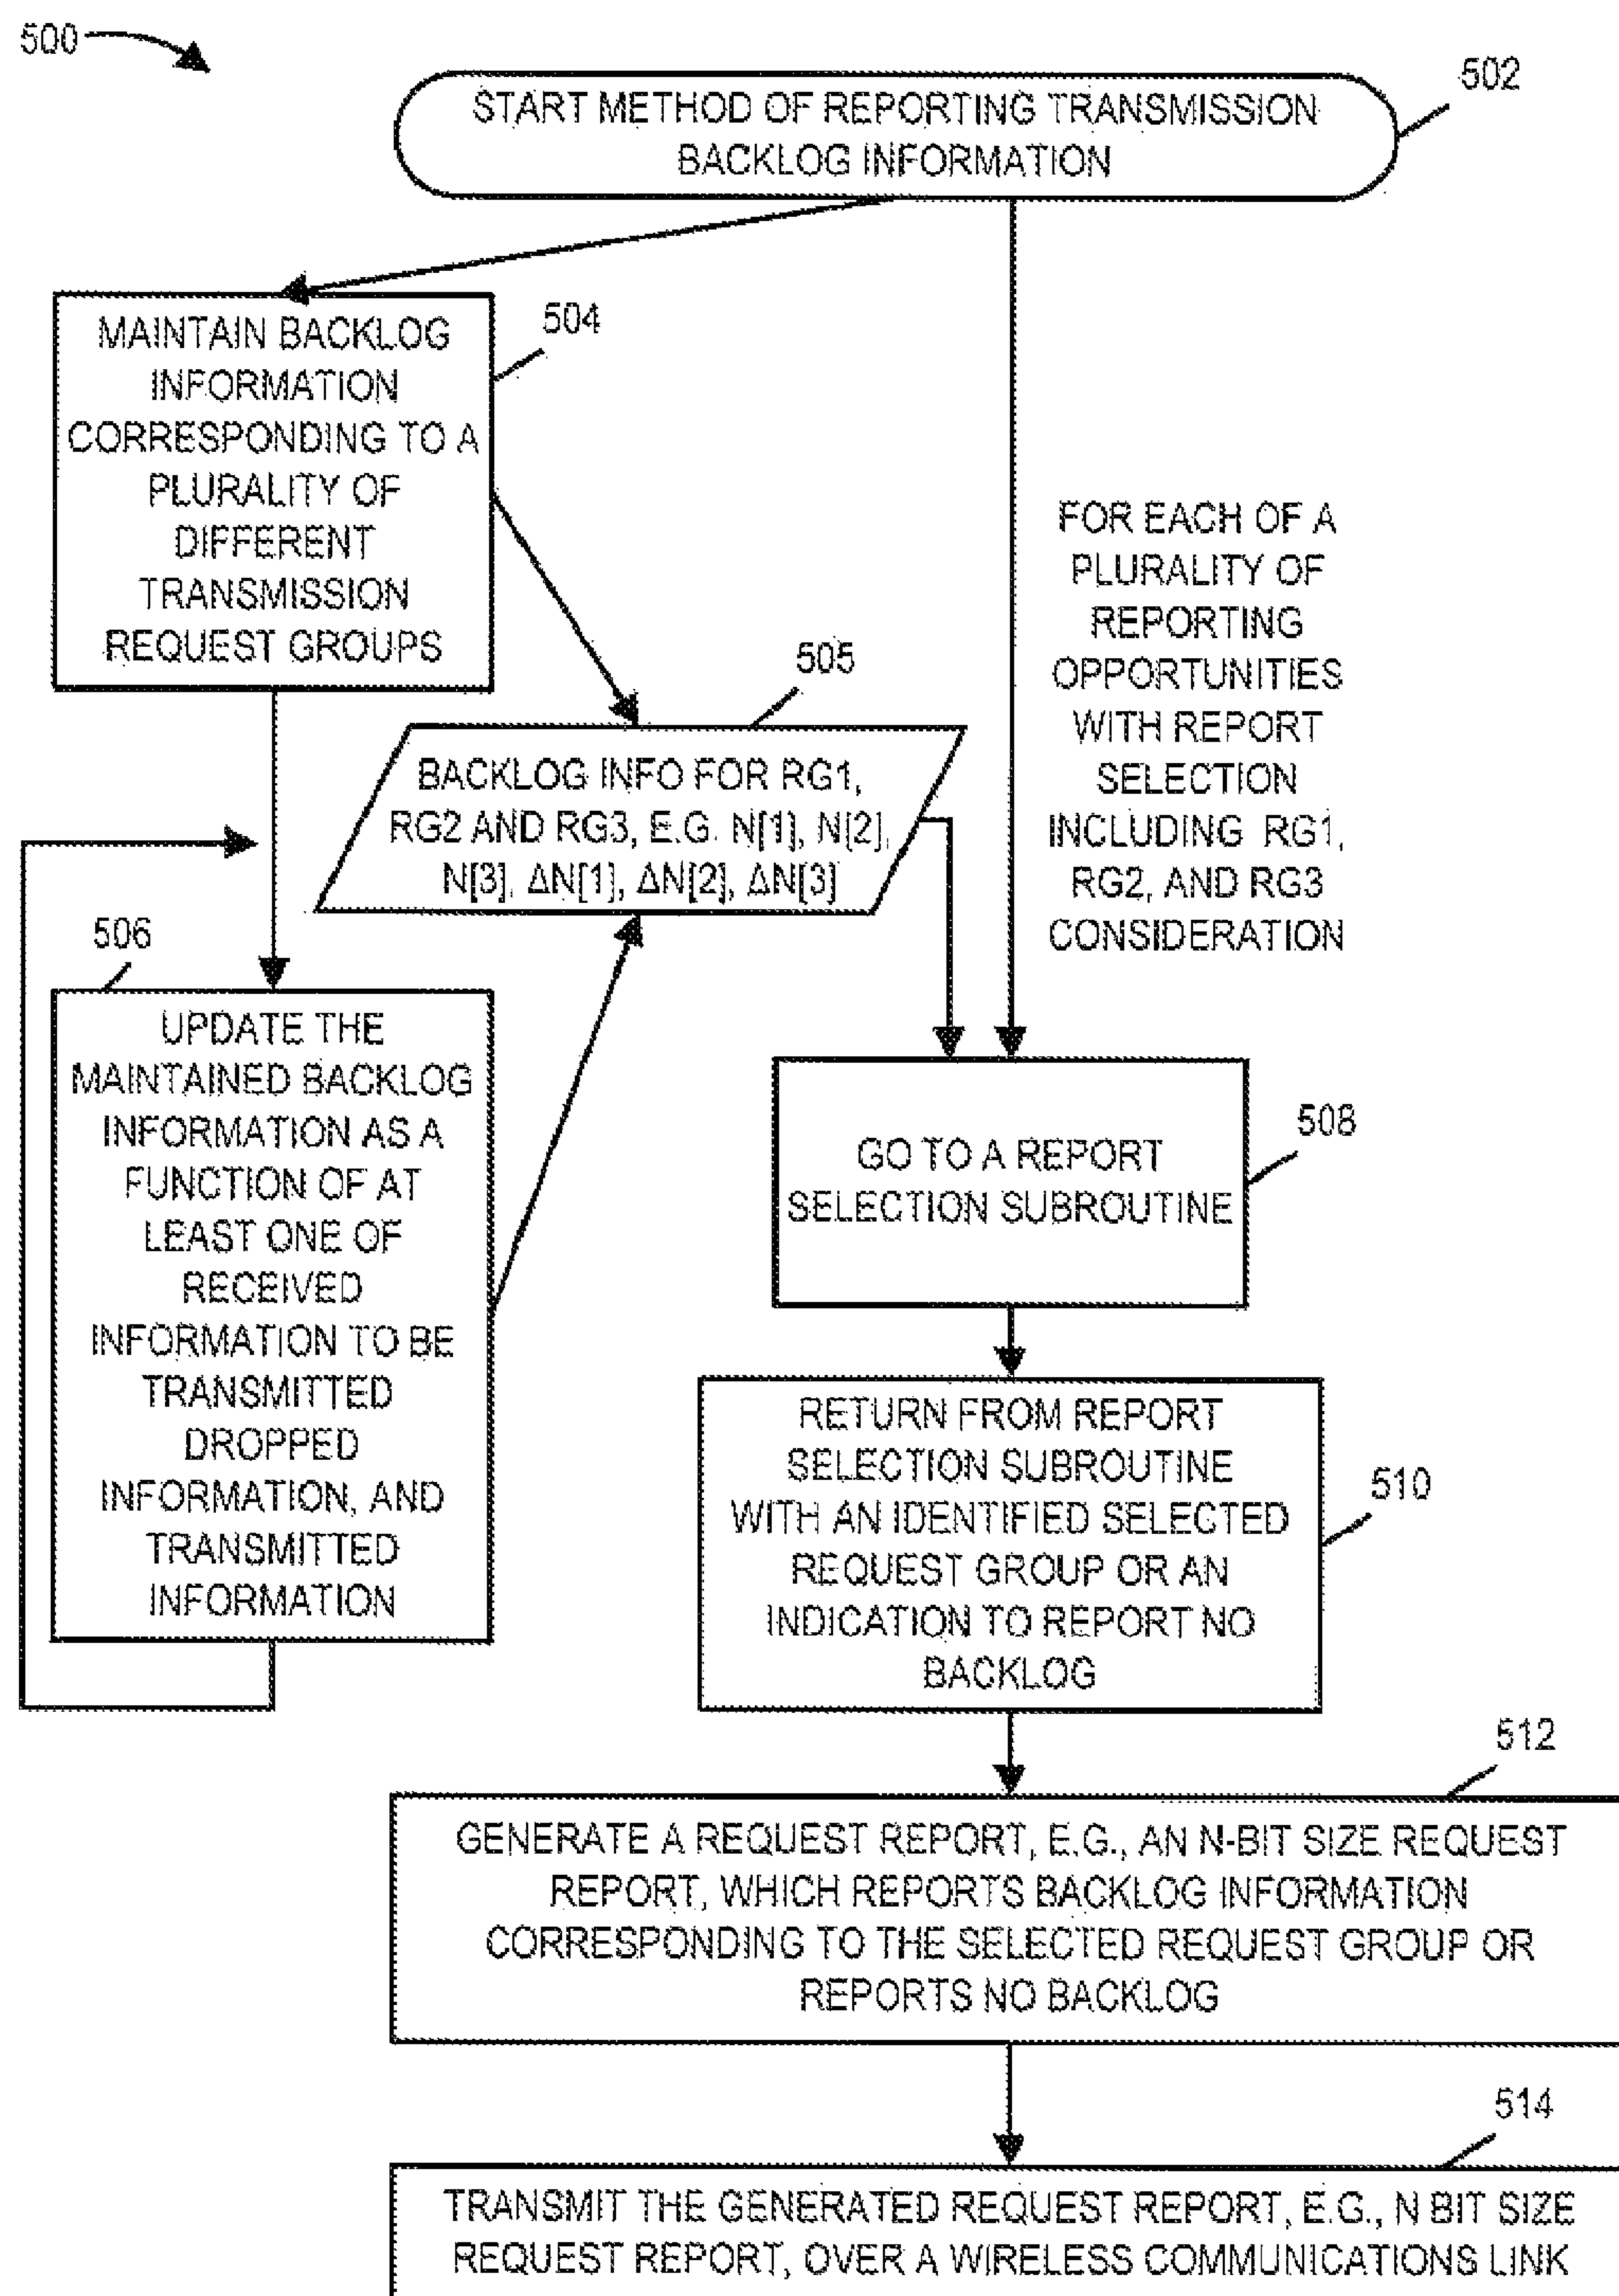 500
502
START METHOD OF REPORTING TRANSMISSION
BACKLOG INFORMATION
504
MAINTAIN BACKLOG
INFORMATION
CORRESPONDING TO A
PLURALITY OF
DIFFERENT
TRANSMISSION
REQUEST GROUPS
FOR EACH OF A
PLURALITY OF
REPORTING
OPPORTUNITIES
WITH REPORT
SELECTION
INCLUDING RG1,
RG2, AND RG3
CONSIDERATION
505
BACKLOG INFO FOR RG1,
RG2 AND RG3, E.G. N[1], N[2],
N[3], ΔN[1], ΔN[2], ΔN[3]
506
UPDATE THE
MAINTAINED BACKLOG
INFORMATION AS A
FUNCTION OF AT
LEAST ONE OF
RECEIVED
INFORMATION TO BE
TRANSMITTED
DROPPED
INFORMATION, AND
TRANSMITTED
INFORMATION
508
GO TO A REPORT
SELECTION SUBROUTINE
510
RETURN FROM REPORT
SELECTION SUBROUTINE
WITH AN IDENTIFIED SELECTED
REQUEST GROUP OR AN
INDICATION TO REPORT NO
BACKLOG
512
GENERATE A REQUEST REPORT, E.G., AN N-BIT SIZE REQUEST
REPORT, WHICH REPORTS BACKLOG INFORMATION
CORRESPONDING TO THE SELECTED REQUEST GROUP OR
REPORTS NO BACKLOG
514
TRANSMIT THE GENERATED REQUEST REPORT, E.G., N BIT SIZE
REQUEST REPORT, OVER A WIRELESS COMMUNICATIONS LINK